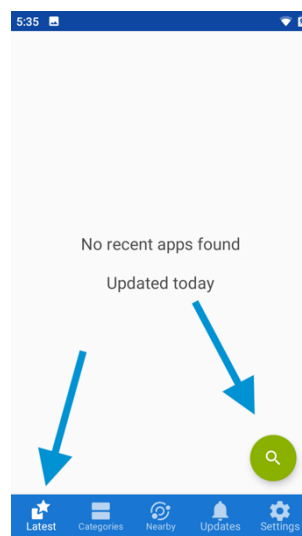 5:35
No recent apps found
Updated today
Latest Categories Nearby Updates Settings